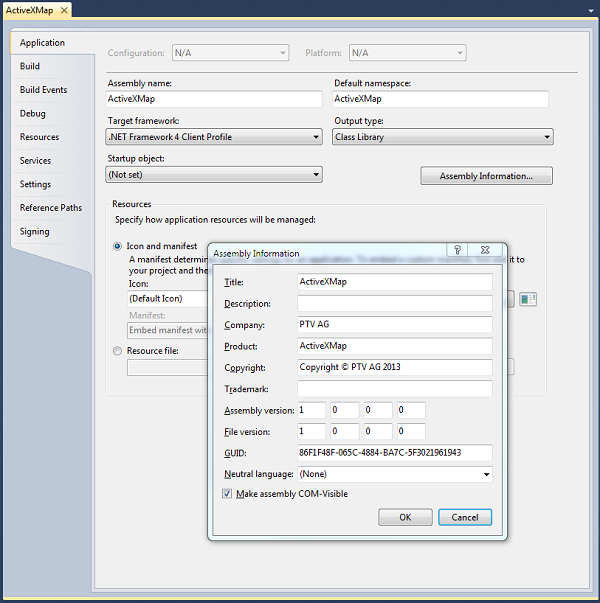 ActiveXMap
Application
Build
Build Events
Debug
Resources
Services
Settings
Reference Paths
Signing
Configuration: N/A Platform: N/A
Assembly name: Default namespace:
ActiveXMap ActiveXMap
Target framework: Output type:
.NET Framework 4 Client Profile Class Library
Startup object:
(Not set) Assembly Information...
Resources
Specify how application resources will be managed:
Icon and manifest
A manifest determines it to
your project and the
Icon:
(Default Icon)
Manifest:
Embed manifest with
Resource file:
Assembly Information
Title: ActiveXMap
Description:
Company: PTV AG
Product: ActiveXMap
Copyright: Copyright © PTV AG 2013
Trademark:
Assembly version: 1 0 0 0
File version: 1 0 0 0
GUID: 86F1F48F-065C-4884-BA7C-5F3021961943
Neutral language: (None)
Make assembly COM-Visible
OK Cancel